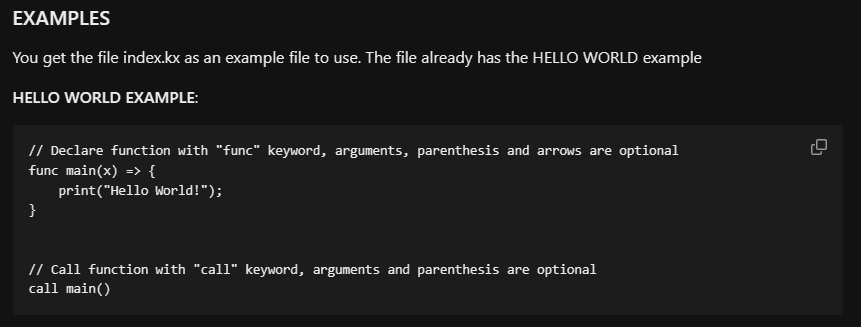 EXAMPLES
You get the file index.kx as an example file to use. The file already has the HELLO WORLD example
HELLO WORLD EXAMPLE:
// Declare function with "func" keyword, arguments, parenthesis and arrows are optional
func main(x) => {
    print("Hello World!");
}
// Call function with "call" keyword, arguments and parenthesis are optional
call main()